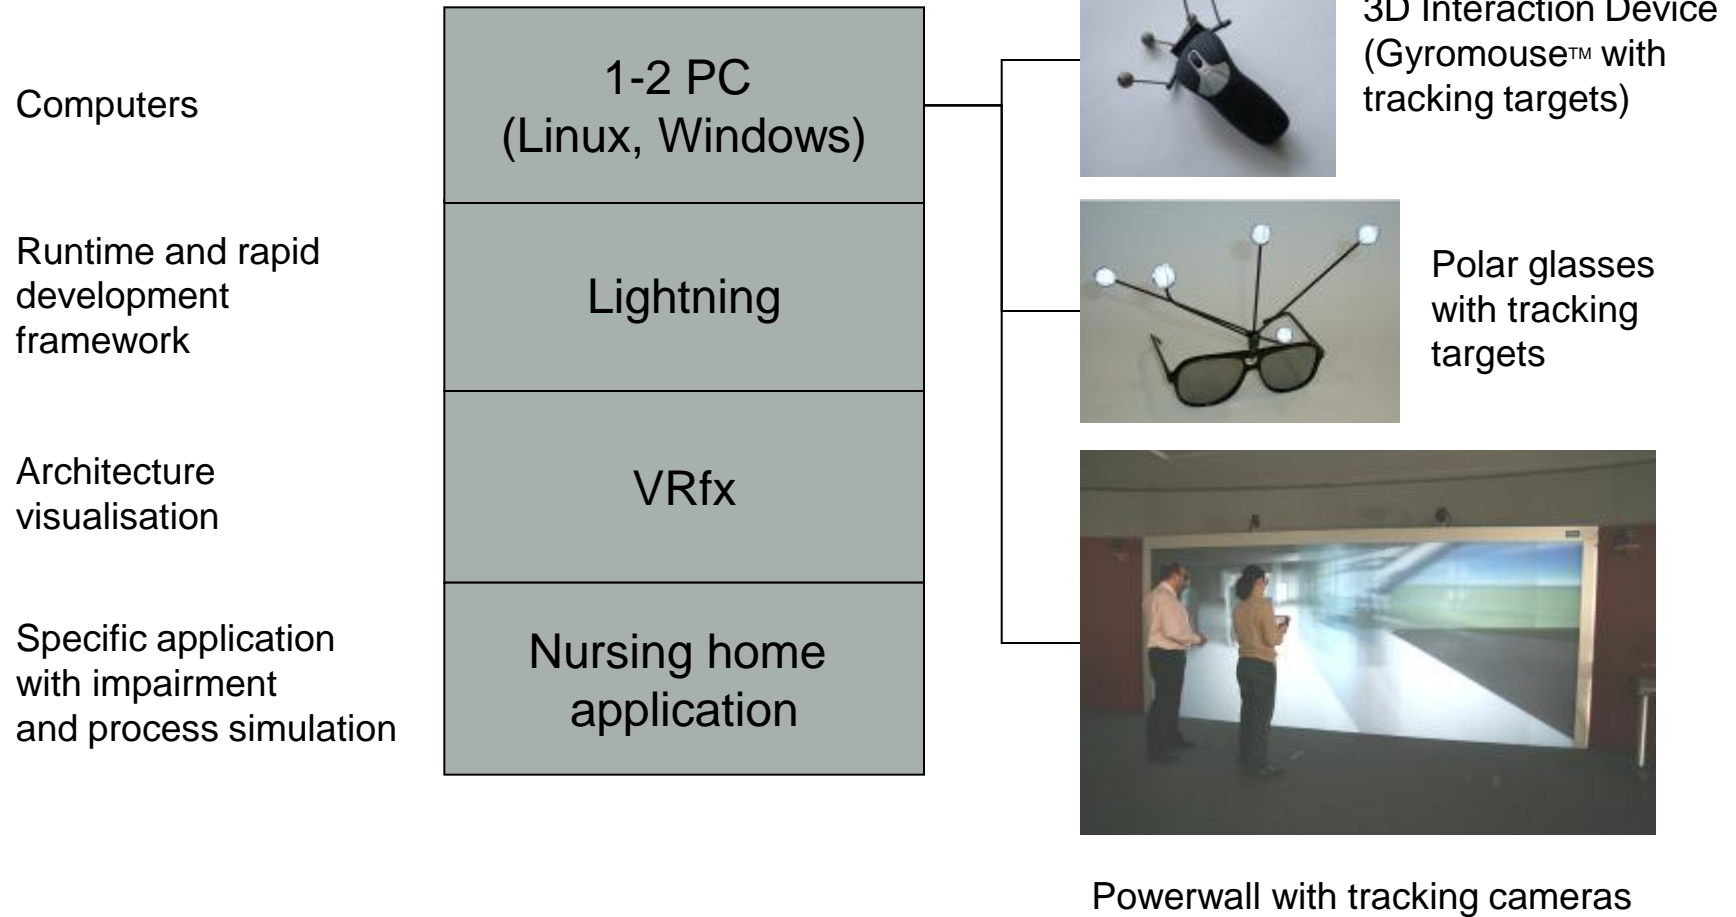 Computers
1-2 PC
(Linux, Windows)
3D Interaction Device
(Gyromouse™ with
tracking targets)
Runtime and rapid
development
framework
Lightning
Polar glasses
with tracking
targets
Architecture
visualisation
VRfx
Specific application
with impairment
and process simulation
Nursing home
application
Powerwall with tracking cameras